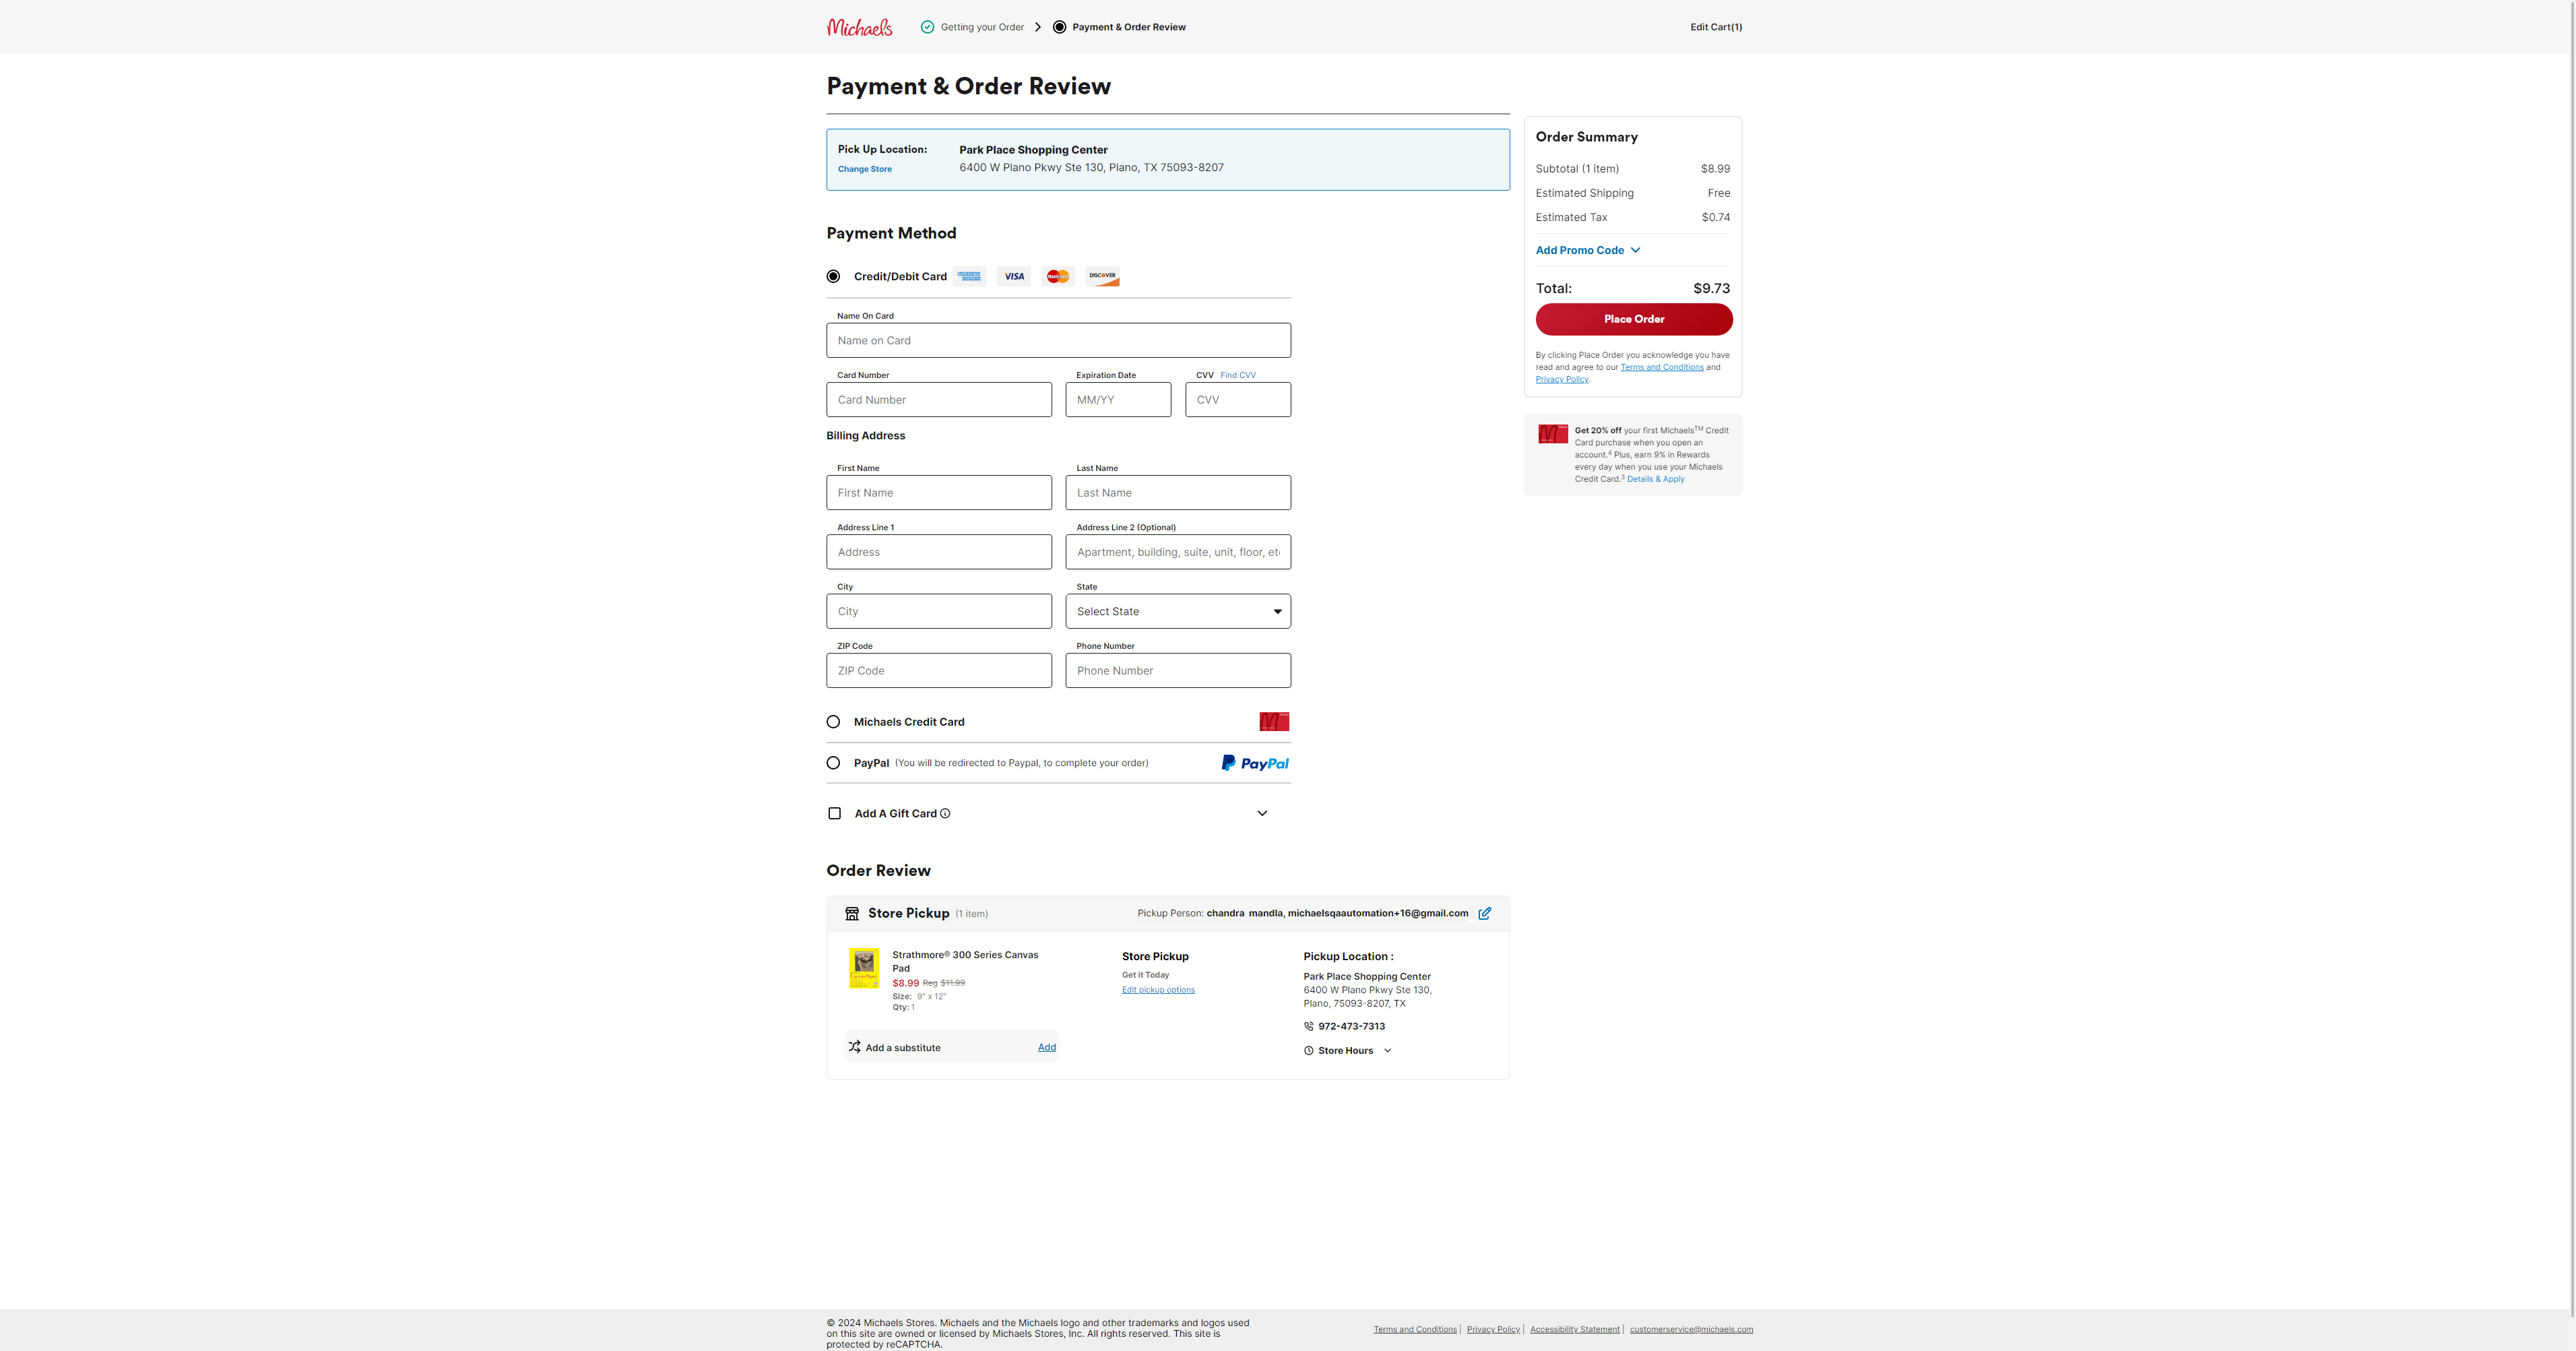 Michaels
Getting your Order
Payment & Order Review
Edit Cart(1)
Payment & Order Review
Pick Up Location:
Change Store
Park Place Shopping Center
6400 W Plano Pkwy Ste 130, Plano, TX 75093-8207
Payment Method
Credit/Debit Card
VISA
DISCOVER
Name On Card
Name on Card
Card Number
Expiration Date
CVV Find CVV
Card Number
MM/YY
CVV
Billing Address
First Name
Last Name
First Name
Last Name
Address Line 1
Address Line 2 (Optional)
Address
Apartment, building, suite, unit, floor, et
City
State
City
Select State
ZIP Code
Phone Number
ZIP Code
Phone Number
Michaels Credit Card
PayPal (You will be redirected to Paypal, to complete your order)
PayPal
Add A Gift Card
Order Review
Store Pickup (1 item)
Pickup Person: chandra mandla, michaelsqaautomation+16@gmail.com
Strathmore® 300 Series Canvas
Pad
$8.99 Reg $11.99
Size: 9" x 12"
Qty: 1
Add a substitute
Add
Store Pickup
Get it Today
Edit pickup options
Pickup Location :
Park Place Shopping Center
6400 W Plano Pkwy Ste 130,
Plano, 75093-8207, TX
972-473-7313
Store Hours
Order Summary
Subtotal (1 item) $8.99
Estimated Shipping Free
Estimated Tax $0.74
Add Promo Code
Total: $9.73
Place Order
By clicking Place Order you acknowledge you have
read and agree to our Terms and Conditions and
Privacy Policy.
Get 20% off your first Michaels™ Credit
Card purchase when you open an
account.⁴ Plus, earn 9% in Rewards
every day when you use your Michaels
Credit Card.³ Details & Apply
© 2024 Michaels Stores. Michaels and the Michaels logo and other trademarks and logos used
on this site are owned or licensed by Michaels Stores, Inc. All rights reserved. This site is
protected by reCAPTCHA.
Terms and Conditions | Privacy Policy | Accessibility Statement | customerservice@michaels.com